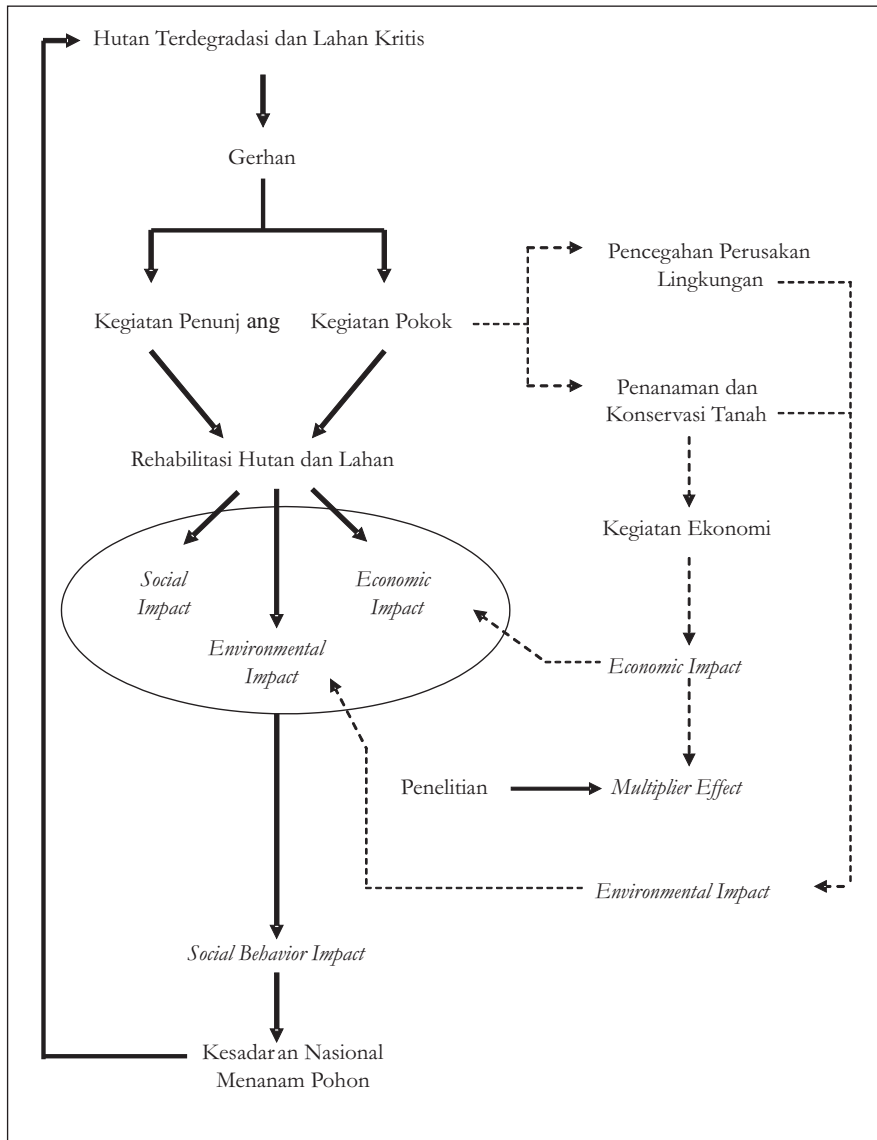 Hutan Terdegradasi dan Lahan Kritis
Gerhan
Pencegahan Perusakan
Lingkungan
Kegiatan Penunj ang
Kegiatan Pokok
Penanaman dan
Konservasi Tanah
Rehabilitasi Hutan dan Lahan
Kegiatan Ekonomi
Social
Impact
Economic
Impact
Environmental
Impact
Economic Impact
Penelitian
Multiplier Effect
Environmental Impact
Social Behavior Impact
Kesadaran Nasional
Menanam Pohon